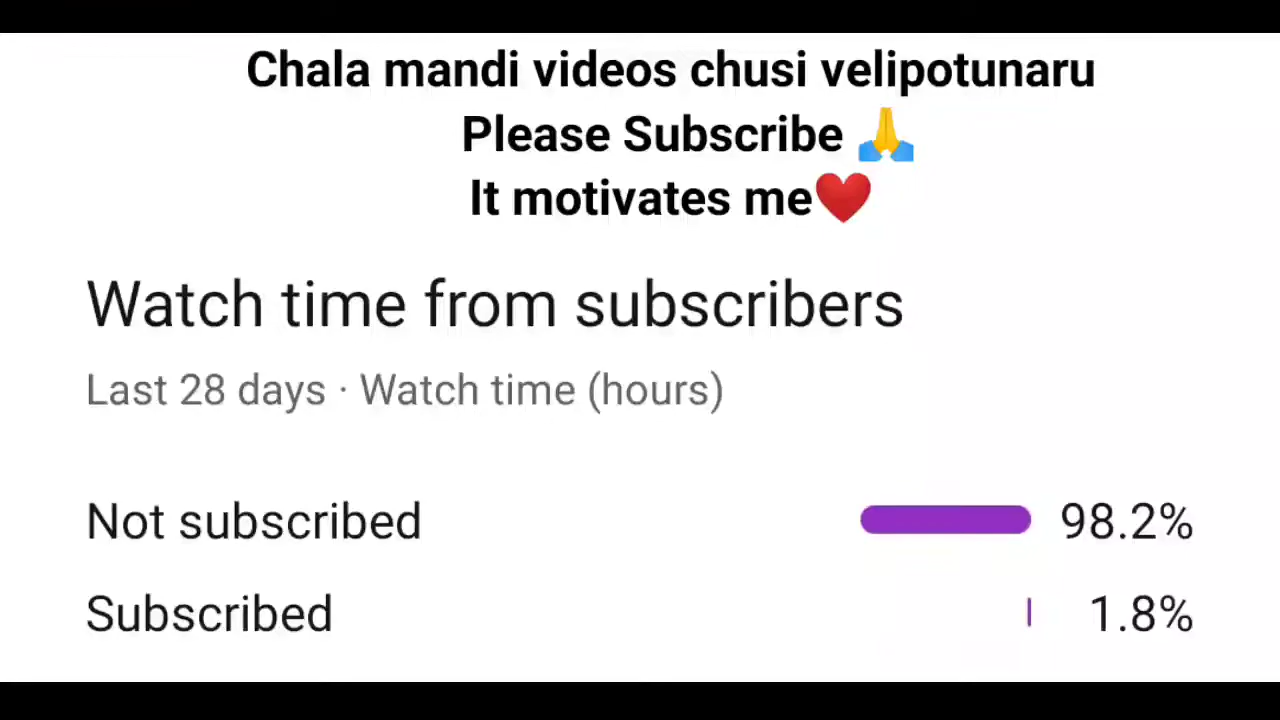 Chala mandi videos chusi velipotunaru
Please Subscribe 🙏
It motivates me❤️
Watch time from subscribers
Last 28 days · Watch time (hours)
Not subscribed 98.2%
Subscribed 1.8%